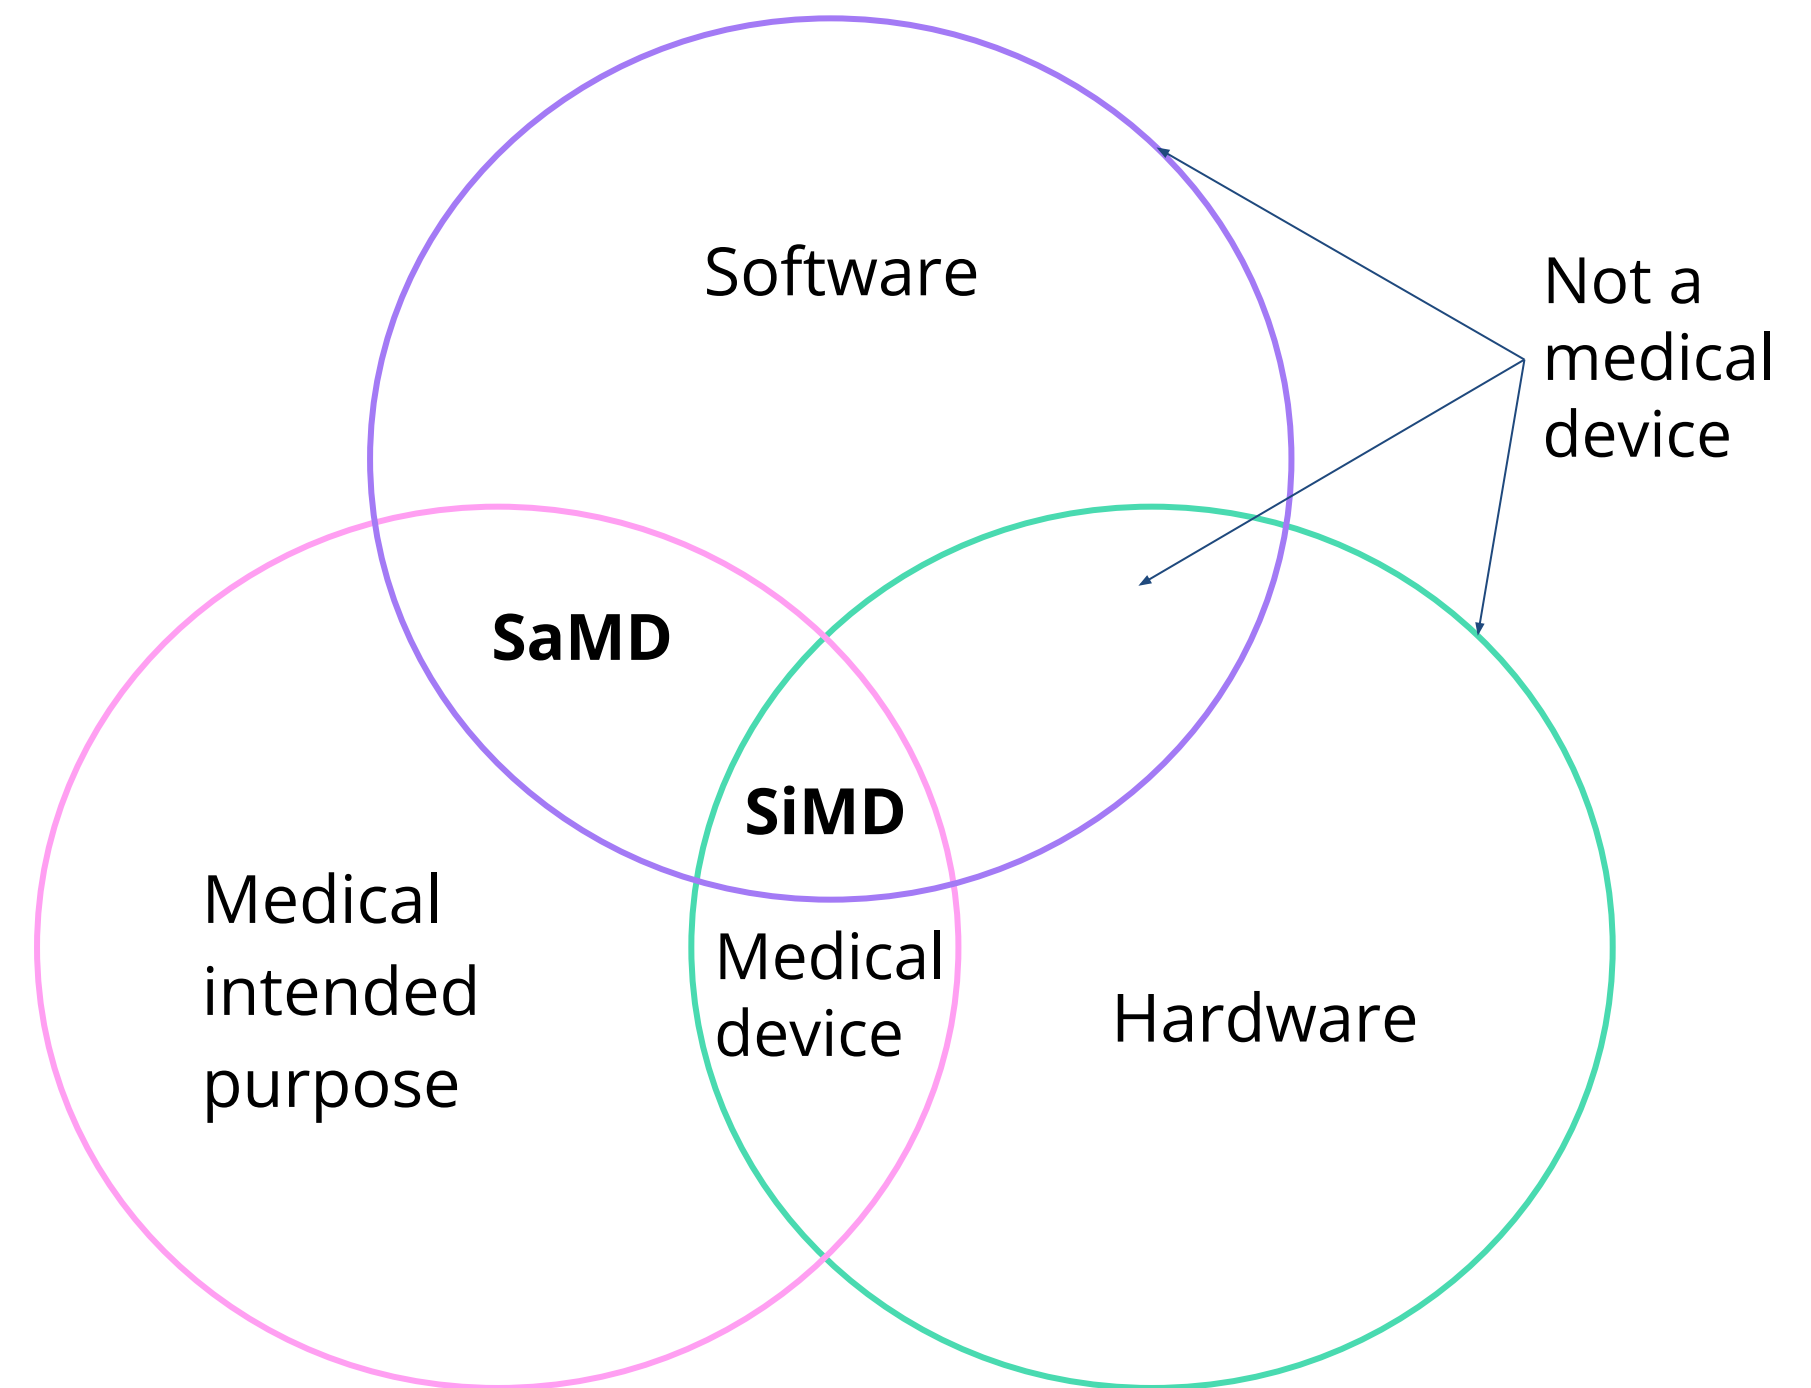 Software
Not a
medical
device
SaMD
SiMD
Medical
intended
purpose
Medical
device
Hardware